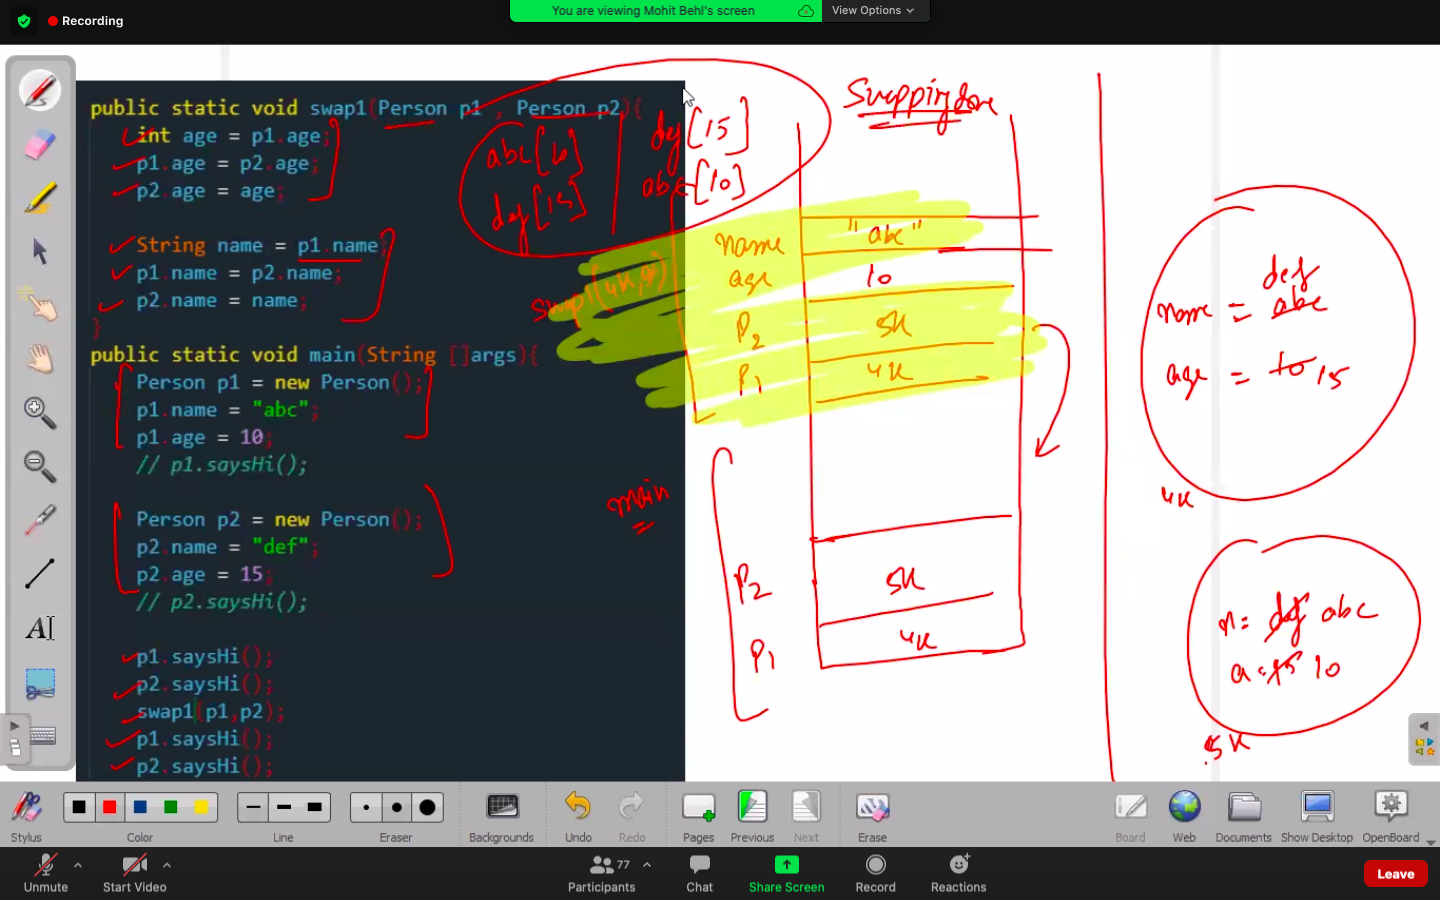 Recording
You are viewing Mohit Behl's screen
View Options
public static void swap1(Person p1 , Person p2){
int age = p1.age;
p1.age = p2.age;
p2.age = age;
String name = p1.name;
p1.name = p2.name;
p2.name = name;
}
public static void main(String []args){
Person p1 = new Person();
p1.name = "abc";
p1.age = 10;
// p1.saysHi();
Person p2 = new Person();
p2.name = "def";
p2.age = 15;
// p2.saysHi();
p1.saysHi();
p2.saysHi();
swap1(p1,p2);
p1.saysHi();
p2.saysHi();
abc[10]
def[15]
def[15]
abc[10]
Swapping done
name "abc"
age 10
P2 5K
P1 4K
main
P2 5K
P1 4K
def
name = abc
age = 10 15
4K
n = def abc
a = 15 10
5K
Stylus
Color
Line
Eraser
Backgrounds
Undo
Redo
Pages
Previous
Next
Erase
Board
Web
Documents
Show Desktop
OpenBoard
Unmute
Start Video
77
Participants
Chat
Share Screen
Record
Reactions
Leave